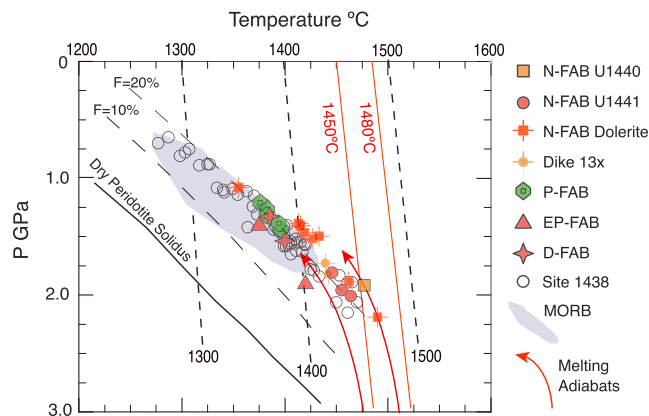 Temperature ºC
1200 1300 1400 1500 1600
0
1.0
2.0
3.0
P GPa
F=20%
F=10%
Dry Peridotite Solidus
1450ºC
1480ºC
1300
1400
1500
N-FAB U1440
N-FAB U1441
N-FAB Dolerite
Dike 13x
P-FAB
EP-FAB
D-FAB
Site 1438
MORB
Melting
Adiabats